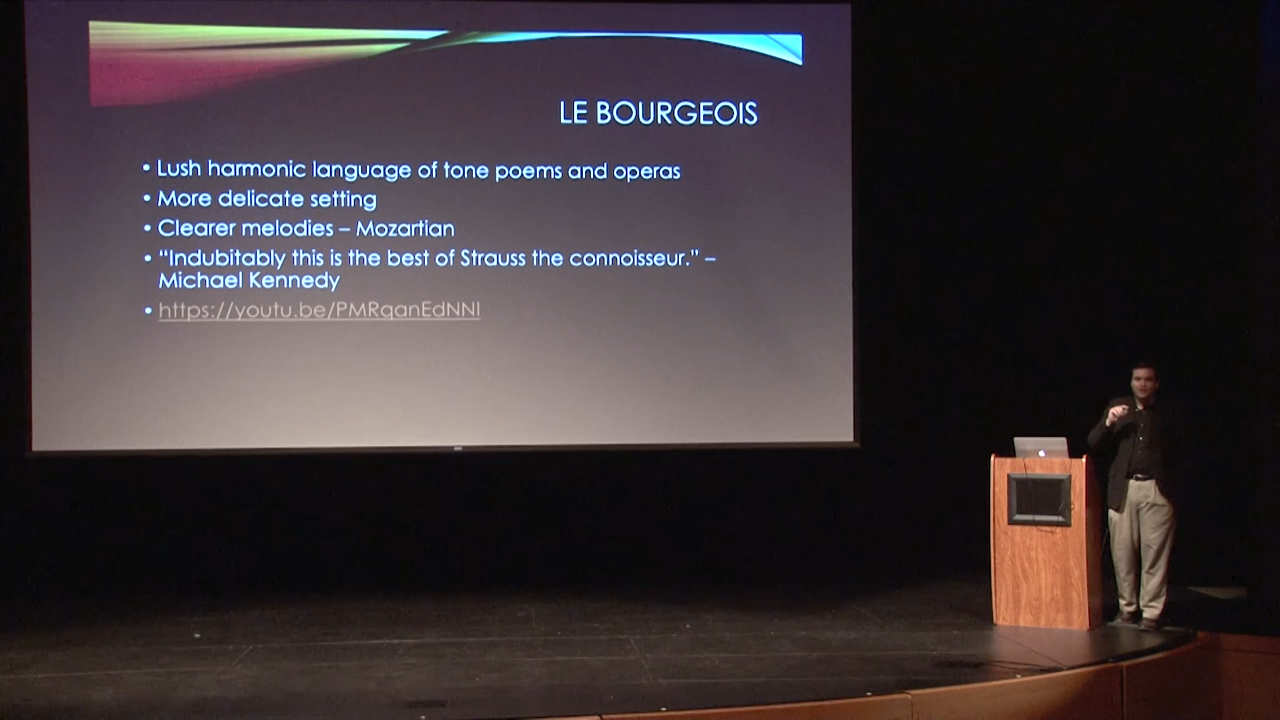 LE BOURGEOIS
• Lush harmonic language of tone poems and operas
• More delicate setting
• Clearer melodies – Mozartian
• “Indubitably this is the best of Strauss the connoisseur.” –
Michael Kennedy
• https://youtu.be/PMRqanEdNNI